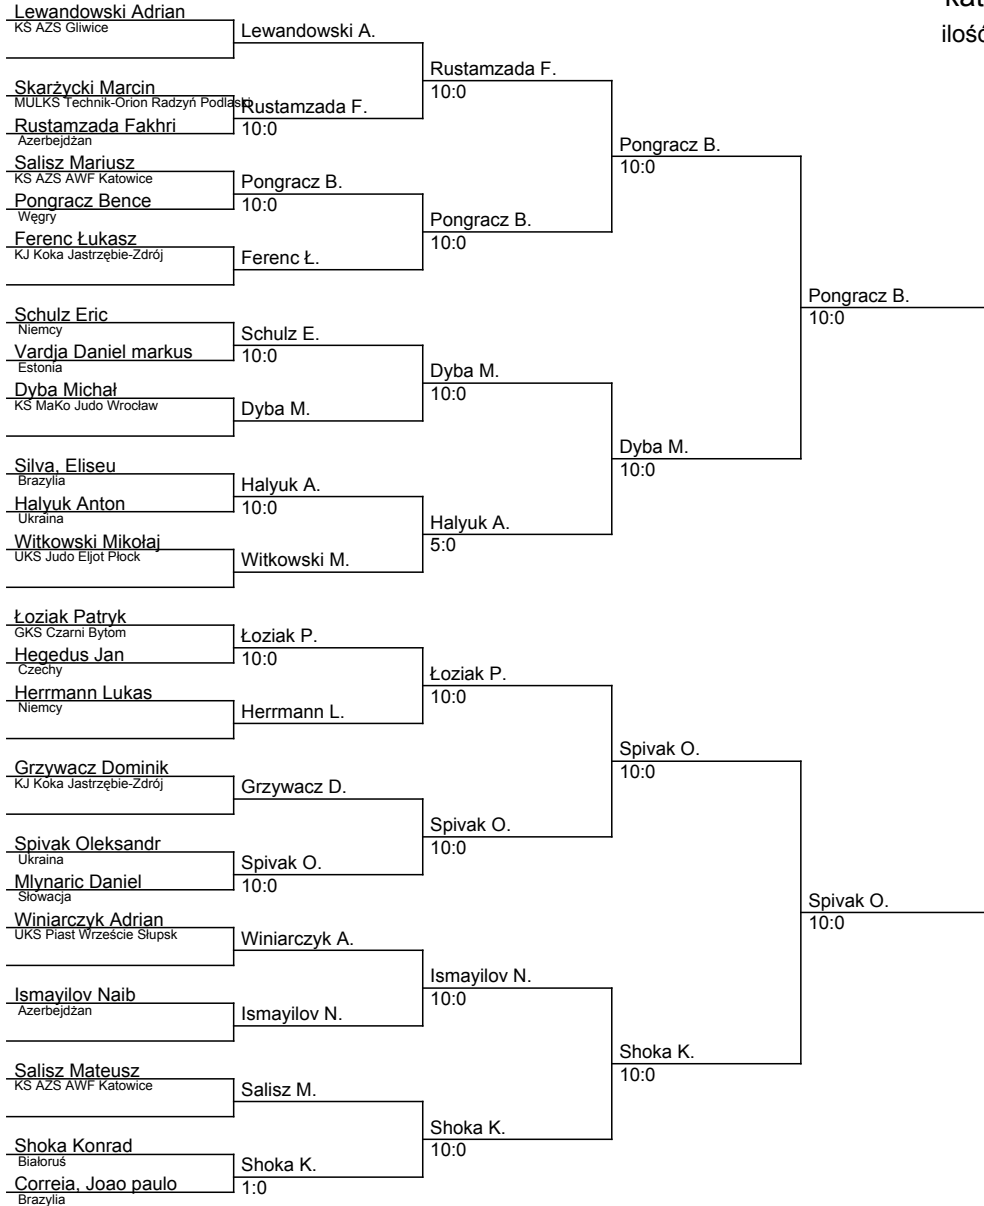 Lewandowski Adrian
KS AZS Gliwice
Skarżycki Marcin
MULKS Technik-Orion Radzyń Podlaski
Rustamzada Fakhri
Azerbejdżan
Salisz Mariusz
KS AZS AWF Katowice
Pongracz Bence
Węgry
Ferenc Łukasz
KJ Koka Jastrzębie-Zdrój
Schulz Eric
Niemcy
Vardja Daniel markus
Estonia
Dyba Michał
KS MaKo Judo Wrocław
Silva, Eliseu
Brazylia
Halyuk Anton
Ukraina
Witkowski Mikołaj
UKS Judo Eljot Płock
Łoziak Patryk
GKS Czarni Bytom
Hegedus Jan
Czechy
Herrmann Lukas
Niemcy
Grzywacz Dominik
KJ Koka Jastrzębie-Zdrój
Spivak Oleksandr
Ukraina
Mlynaric Daniel
Słowacja
Winiarczyk Adrian
UKS Piast Wrzeście Słupsk
Ismayilov Naib
Azerbejdżan
Salisz Mateusz
KS AZS AWF Katowice
Shoka Konrad
Białoruś
Correia, Joao paulo
Brazylia
Lewandowski A.
Rustamzada F.
10:0
Pongracz B.
10:0
Ferenc Ł.
Schulz E.
10:0
Dyba M.
Halyuk A.
10:0
Witkowski M.
Łoziak P.
10:0
Herrmann L.
Grzywacz D.
Spivak O.
10:0
Winiarczyk A.
Ismayilov N.
Salisz M.
Shoka K.
1:0
Rustamzada F.
10:0
Pongracz B.
10:0
Dyba M.
10:0
Halyuk A.
5:0
Łoziak P.
10:0
Spivak O.
10:0
Ismayilov N.
10:0
Shoka K.
10:0
Pongracz B.
10:0
Dyba M.
10:0
Spivak O.
10:0
Shoka K.
10:0
Pongracz B.
10:0
Spivak O.
10:0